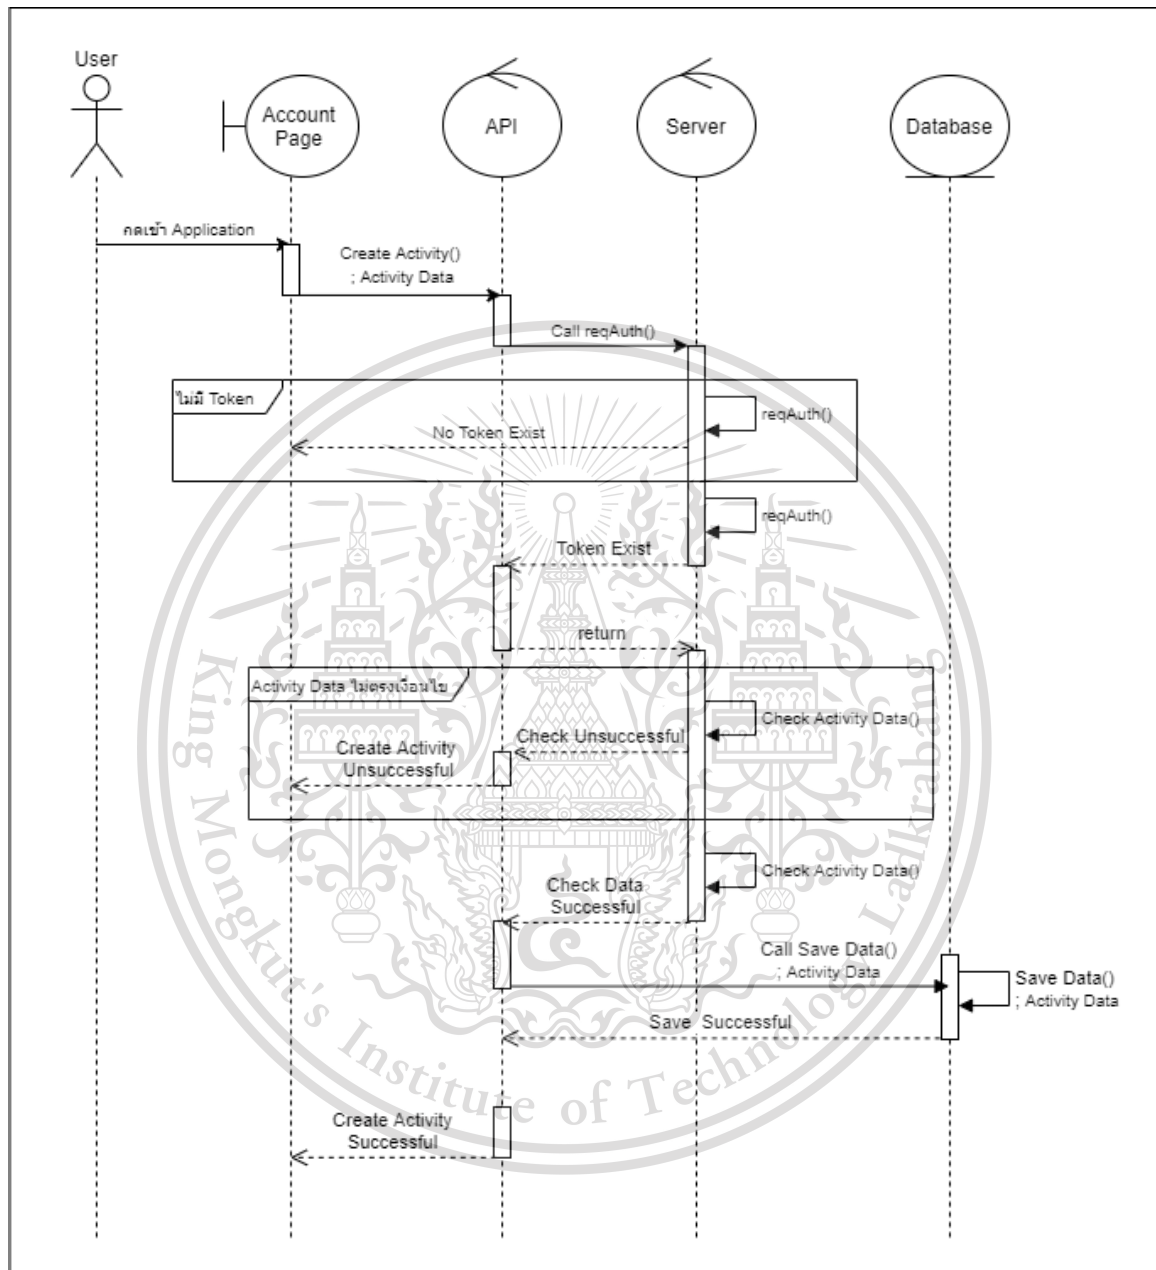 User
Account
Page
API
Server
Database
กดเข้า Application
Create Activity()
; Activity Data
Call reqAuth()
ไม่มี Token
reqAuth()
No Token Exist
reqAuth()
Token Exist
return
Activity Data ไม่ตรงเงื่อนไข
Check Activity Data()
Check Unsuccessful
Create Activity
Unsuccessful
Check Activity Data()
Check Data
Successful
Call Save Data()
; Activity Data
Save Data()
; Activity Data
Save Successful
Create Activity
Successful
King Mongkut's Institute of Technology Ladkrabang